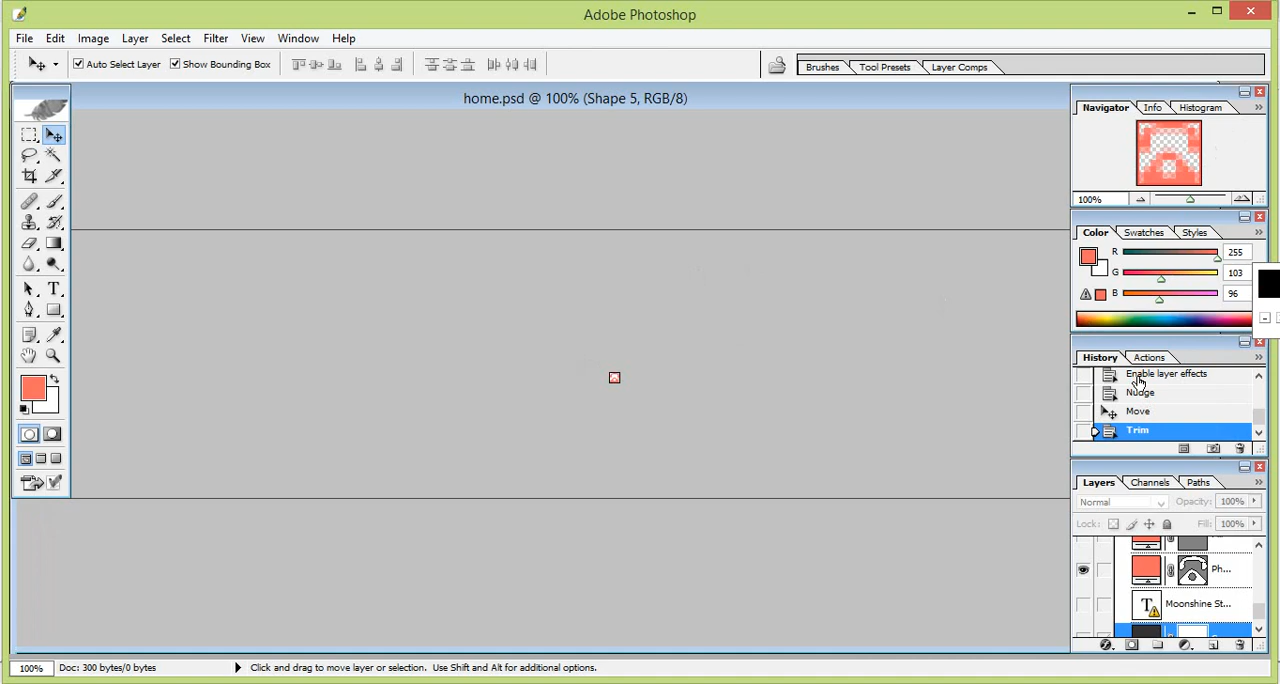 Adobe Photoshop
File Edit Image Layer Select Filter View Window Help
Auto Select Layer Show Bounding Box Brushes Tool Presets Layer Comps
home.psd @ 100% (Shape 5, RGB/8)
Navigator Info Histogram
100%
Color Swatches Styles
R 255
G 103
B 96
History Actions
Enable layer effects
Nudge
Move
Trim
Layers Channels Paths
Normal Opacity: 100%
Lock: Fill: 100%
Ph...
T Moonshine St...
100% Doc: 300 bytes/0 bytes Click and drag to move layer or selection. Use Shift and Alt for additional options.